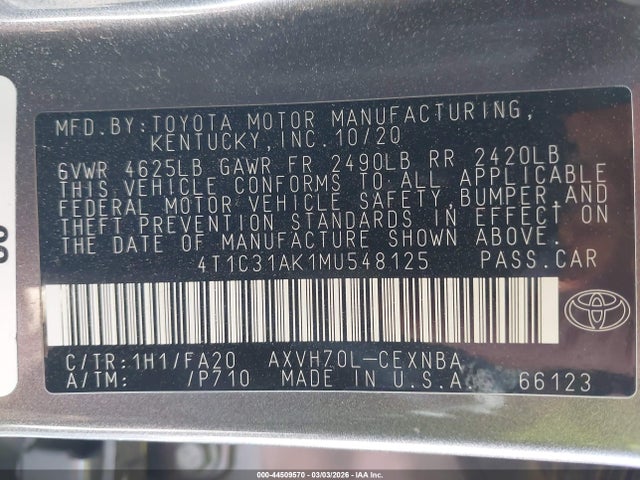 MFD.BY:TOYOTA MOTOR MANUFACTURING,
KENTUCKY,INC.10/20
GVWR 4625LB GAWR FR 2490LB RR 2420LB
THIS VEHICLE CONFORMS TO ALL APPLICABLE
FEDERAL MOTOR VEHICLE SAFETY,BUMPER,AND
THEFT PREVENTION STANDARDS IN EFFECT ON
THE DATE OF MANUFACTURE SHOWN ABOVE.
4T1C31AK1MU548125 PASS.CAR
C/TR:1H1/FA20 AXVH70L-CEXNBA
A/TM: /P710 MADE IN U.S.A. 66123
000-44509570 - 03/03/2026 - IAA Inc.